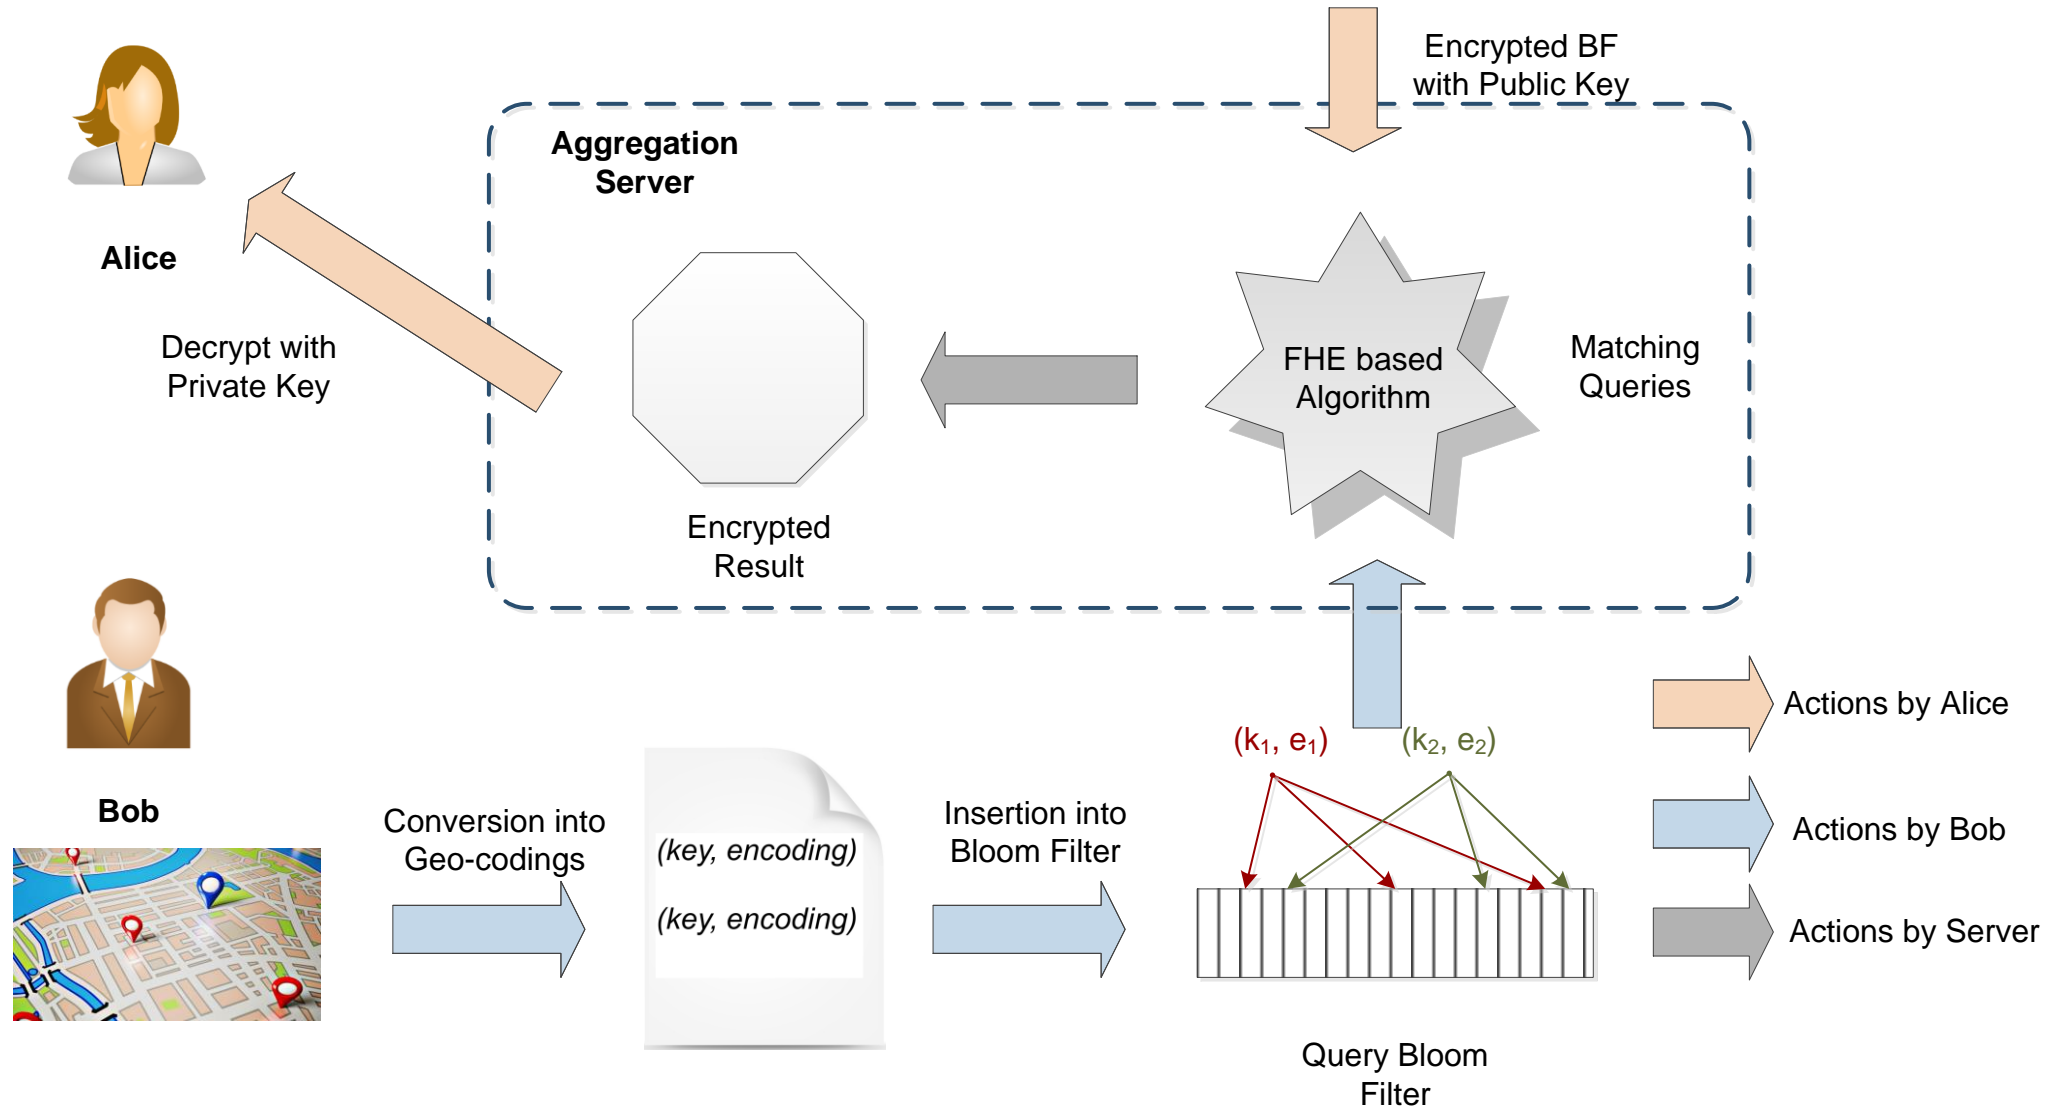 Encrypted BF
with Public Key
Aggregation
Server
Alice
Decrypt with
Private Key
FHE based
Algorithm
Matching
Queries
Encrypted
Result
Bob
Conversion into
Geo-codings
(key, encoding)
(key, encoding)
Insertion into
Bloom Filter
(k₁, e₁)
(k₂, e₂)
Query Bloom
Filter
Actions by Alice
Actions by Bob
Actions by Server